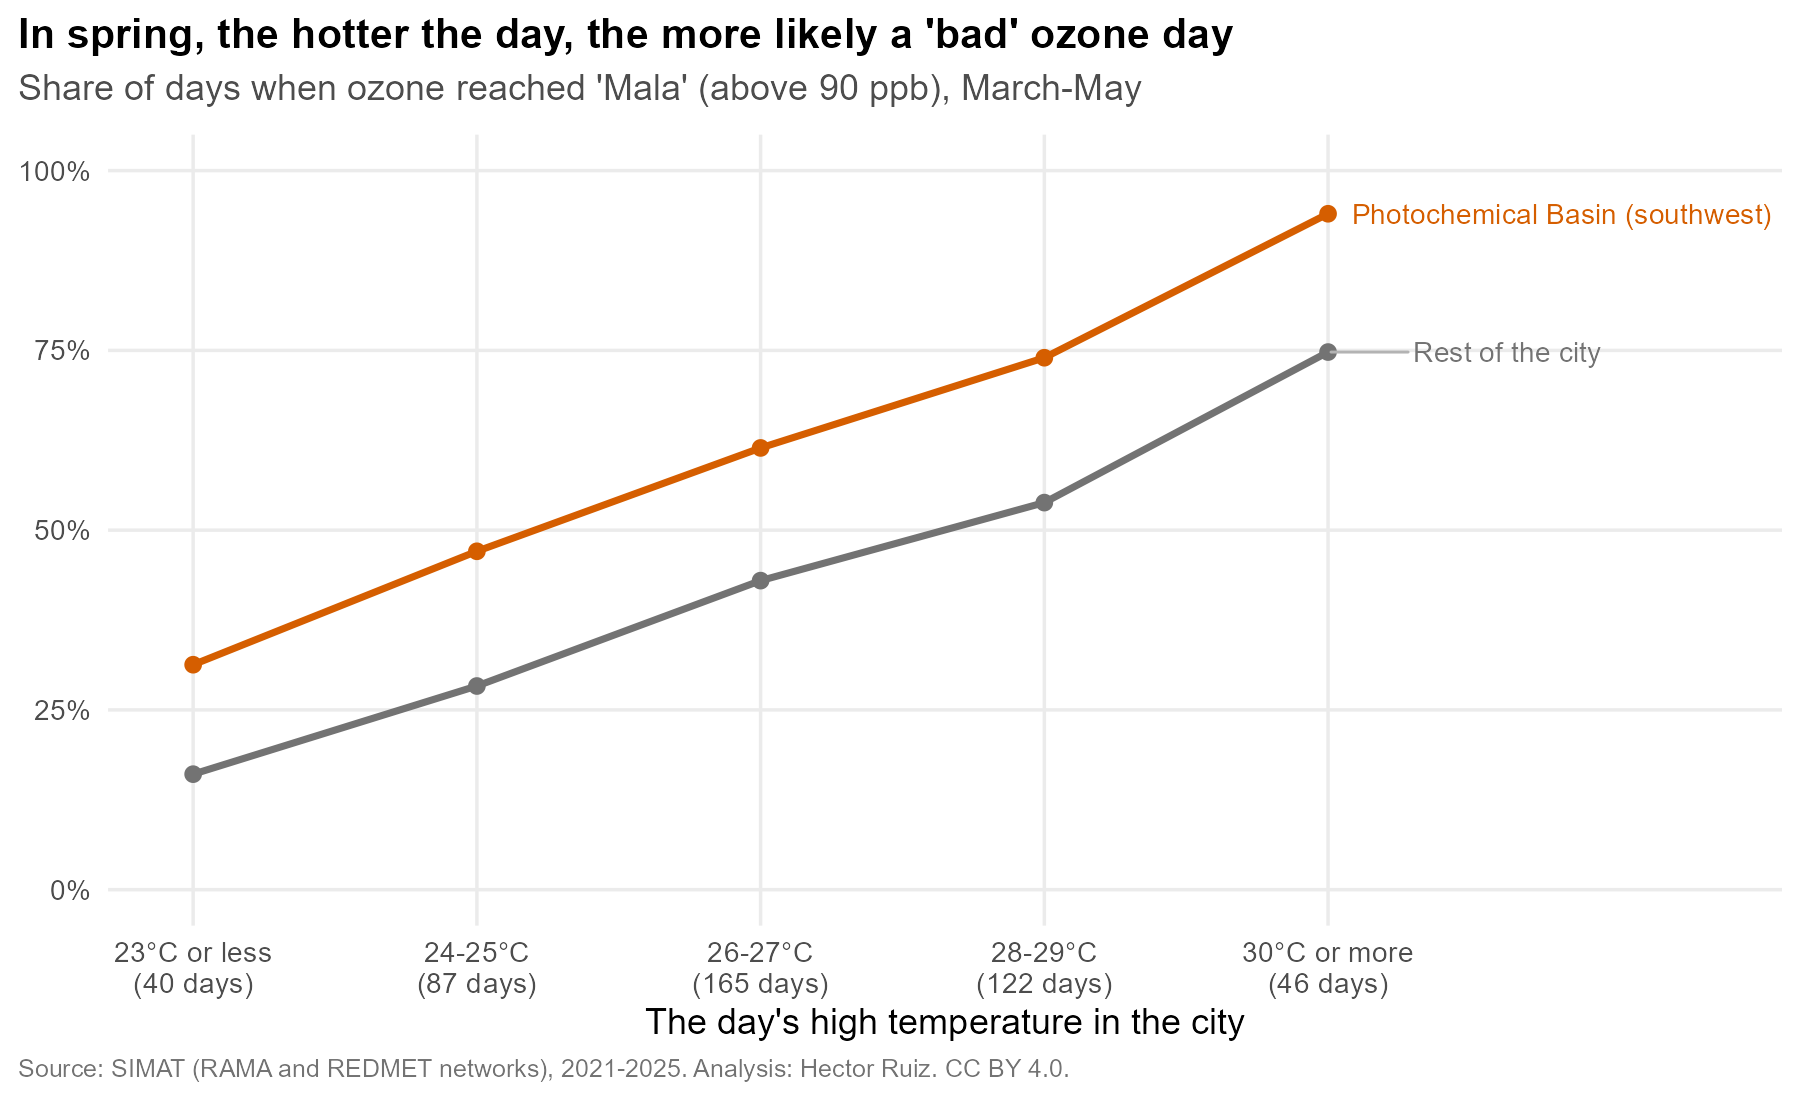 In spring, the hotter the day, the more likely a 'bad' ozone day
Share of days when ozone reached 'Mala' (above 90 ppb), March-May
100%
75%
50%
25%
0%
Photochemical Basin (southwest)
Rest of the city
23°C or less
(40 days)
24-25°C
(87 days)
26-27°C
(165 days)
28-29°C
(122 days)
30°C or more
(46 days)
The day's high temperature in the city
Source: SIMAT (RAMA and REDMET networks), 2021-2025. Analysis: Hector Ruiz. CC BY 4.0.